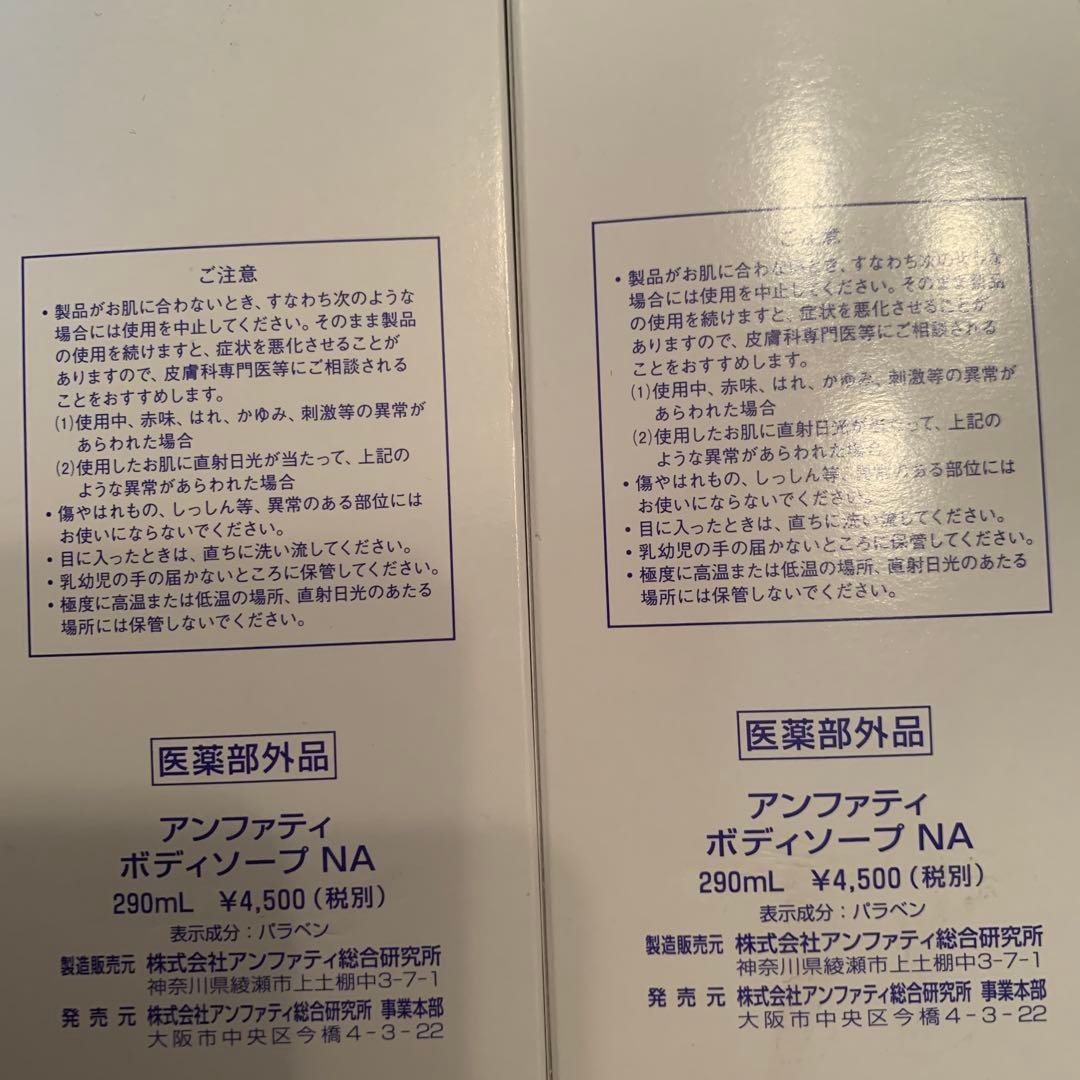 ご注意
・製品がお肌に合わないとき、すなわち次のような
場合には使用を中止してください。そのまま製品
の使用を続けますと、症状を悪化させることが
ありますので、皮膚科専門医等にご相談される
ことをおすすめします。
(1)使用中、赤味、はれ、かゆみ、刺激等の異常が
あらわれた場合
(2)使用したお肌に直射日光が当たって、上記の
ような異常があらわれた場合
・傷やはれもの、しっしん等、異常のある部位には
お使いにならないでください。
・目に入ったときは、直ちに洗い流してください。
・乳幼児の手の届かないところに保管してください。
・極度に高温または低温の場所、直射日光のあたる
場所には保管しないでください。
医薬部外品
アンファティ
ボディソープ NA
290mL ¥4,500(税別)
表示成分：パラベン
製造販売元 株式会社アンファティ総合研究所
神奈川県綾瀬市上土棚中3-7-1
発売元 株式会社アンファティ総合研究所 事業本部
大阪市中央区今橋4-3-22
ご注意
・製品がお肌に合わないとき、すなわち次のような
場合には使用を中止してください。そのまま製品
の使用を続けますと、症状を悪化させることが
ありますので、皮膚科専門医等にご相談される
ことをおすすめします。
(1)使用中、赤味、はれ、かゆみ、刺激等の異常が
あらわれた場合
(2)使用したお肌に直射日光が当たって、上記の
ような異常があらわれた場合
・傷やはれもの、しっしん等、異常のある部位には
お使いにならないでください。
・目に入ったときは、直ちに洗い流してください。
・乳幼児の手の届かないところに保管してください。
・極度に高温または低温の場所、直射日光のあたる
場所には保管しないでください。
医薬部外品
アンファティ
ボディソープ NA
290mL ¥4,500(税別)
表示成分：パラベン
製造販売元 株式会社アンファティ総合研究所
神奈川県綾瀬市上土棚中3-7-1
発売元 株式会社アンファティ総合研究所 事業本部
大阪市中央区今橋4-3-22